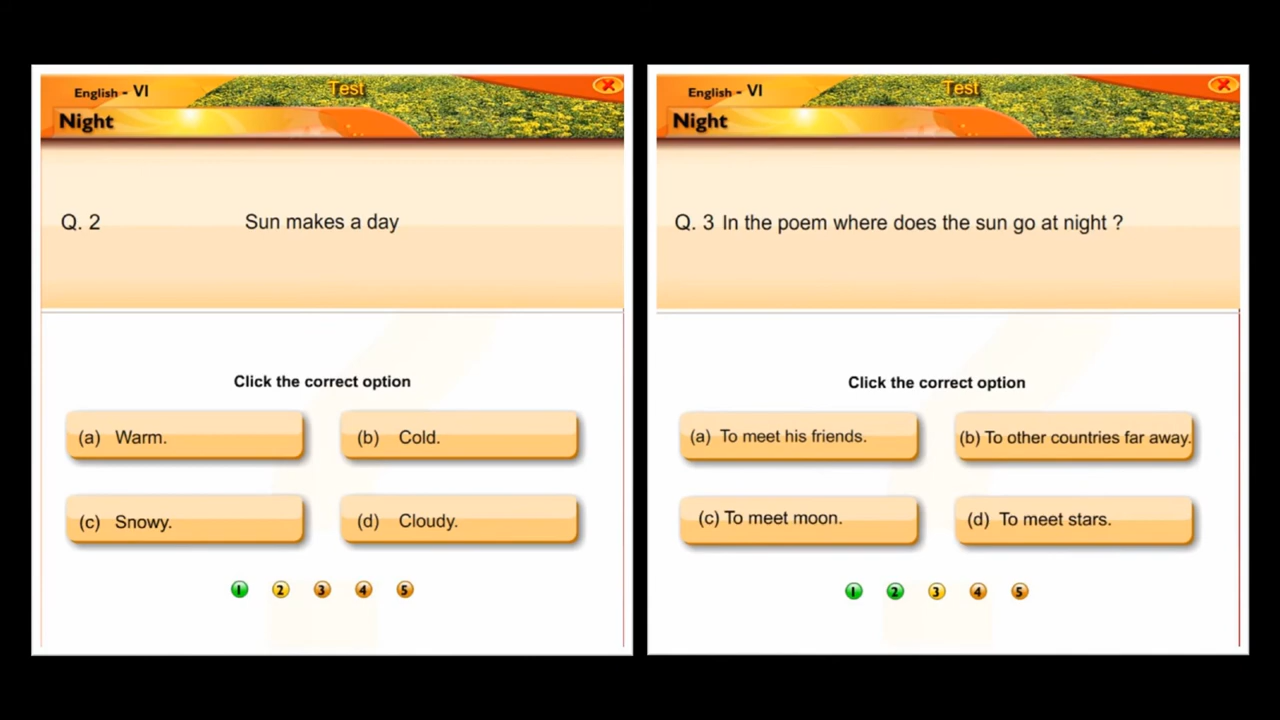 English - VI
Test
Night
Q. 2 Sun makes a day
Click the correct option
(a) Warm.
(b) Cold.
(c) Snowy.
(d) Cloudy.
1 2 3 4 5
English - VI
Test
Night
Q. 3 In the poem where does the sun go at night ?
Click the correct option
(a) To meet his friends.
(b) To other countries far away.
(c) To meet moon.
(d) To meet stars.
1 2 3 4 5